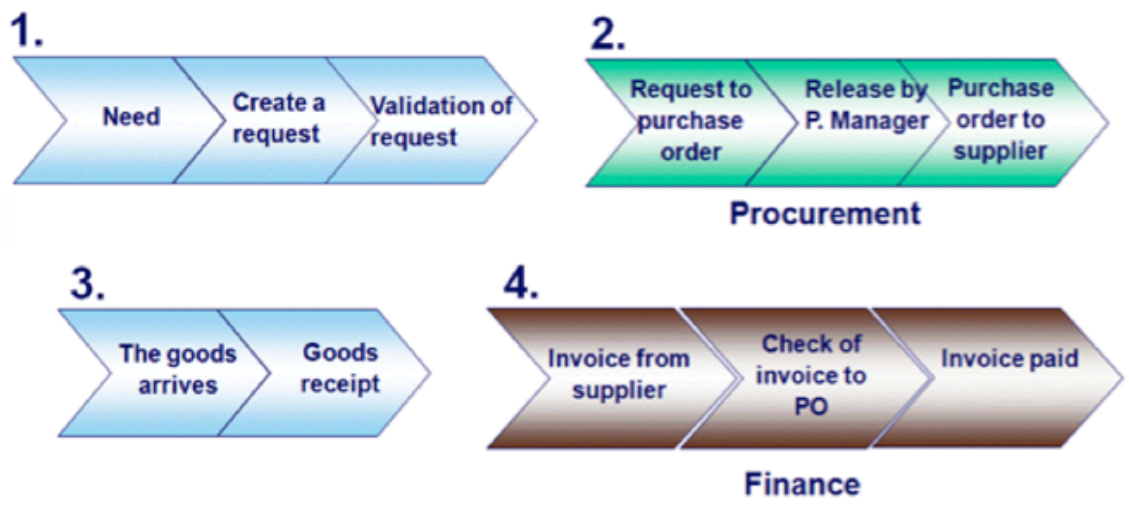 1.
Need
Create a
request
Validation of
request
2.
Request to
purchase
order
Release by
P. Manager
Purchase
order to
supplier
Procurement
3.
The goods
arrives
Goods
receipt
4.
Invoice from
supplier
Check of
invoice to
PO
Invoice paid
Finance